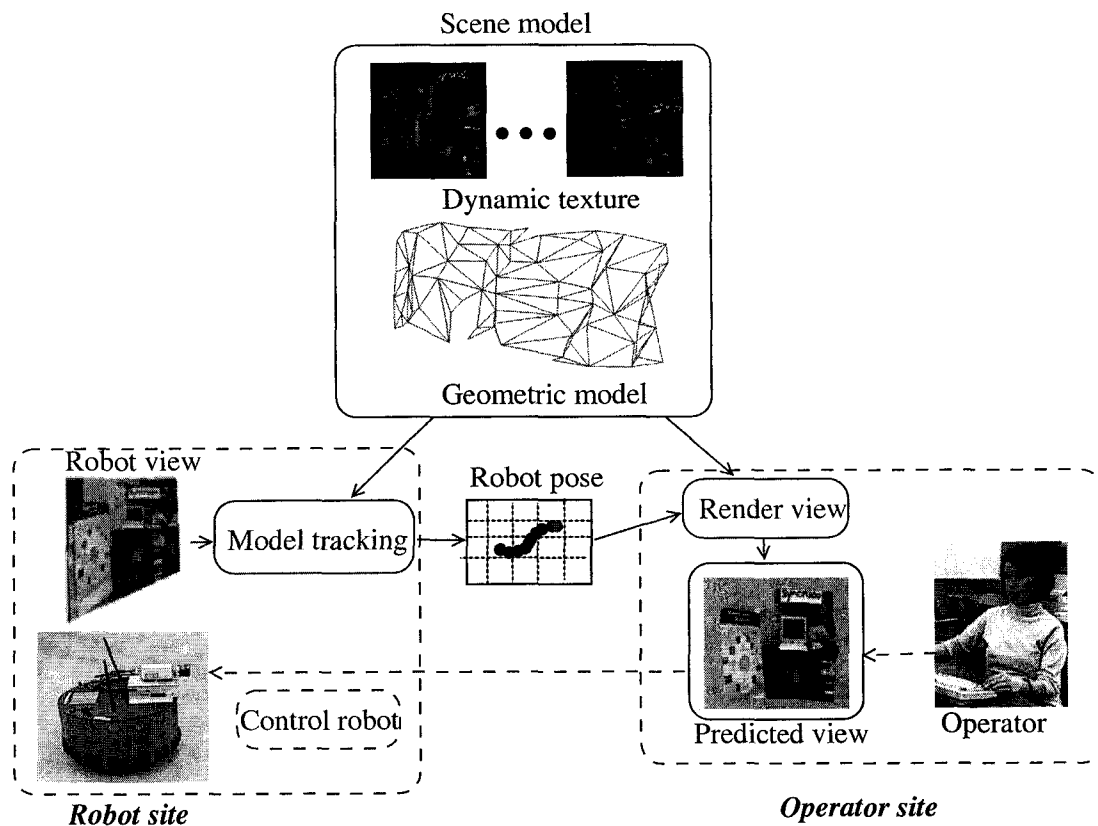 Scene model
Dynamic texture
Geometric model
Robot view
Robot pose
Model tracking
Render view
Control robot
Predicted view
Operator
Robot site
Operator site